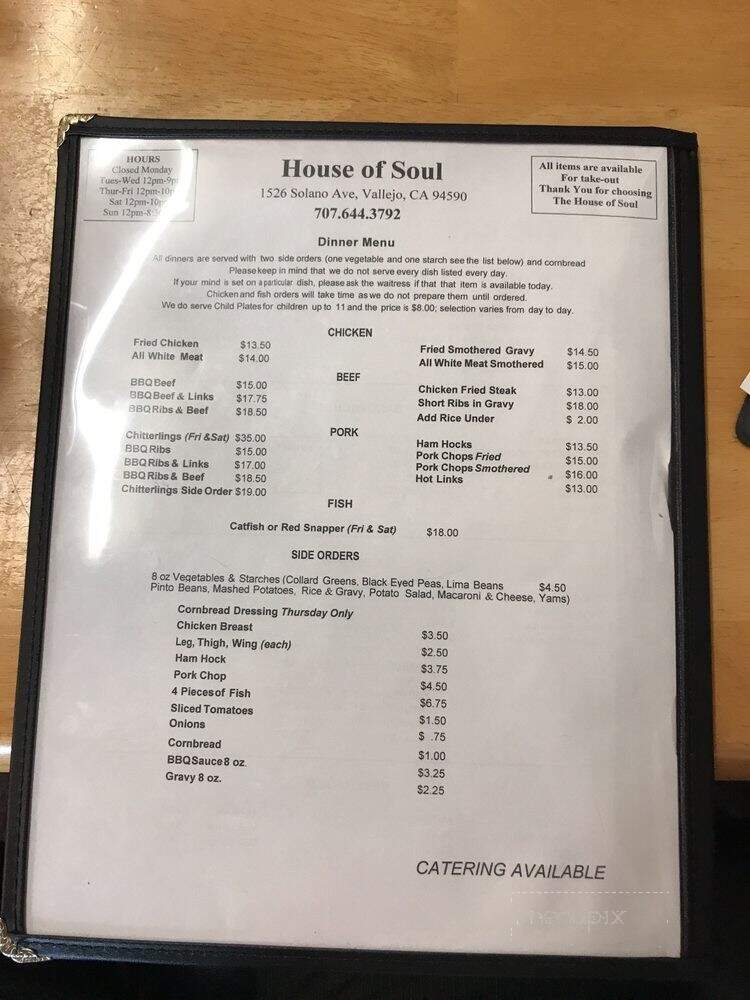 HOURS
Closed Monday
Tues-Wed 12pm-9p
Thur-Fri 12pm-10p
Sat 12pm-10p
Sun 12pm-8:3
House of Soul
1526 Solano Ave, Vallejo, CA 94590
707.644.3792
All items are available
For take-out
Thank You for choosing
The House of Soul
Dinner Menu
All dinners are served with two side orders (one vegetable and one starch see the list below) and cornbread
Please keep in mind that we do not serve every dish listed every day.
If your mind is set on a particular dish, please ask the waitress if that that item is available today.
Chicken and fish orders will take time as we do not prepare them until ordered.
We do serve Child Plates for children up to 11 and the price is $8.00; selection varies from day to day.
CHICKEN
Fried Chicken $13.50
All White Meat $14.00
Fried Smothered Gravy $14.50
All White Meat Smothered $15.00
BEEF
BBQ Beef $15.00
BBQ Beef & Links $17.75
BBQ Ribs & Beef $18.50
Chicken Fried Steak $13.00
Short Ribs in Gravy $18.00
Add Rice Under $ 2.00
PORK
Chitterlings (Fri & Sat) $35.00
BBQ Ribs $15.00
BBQ Ribs & Links $17.00
BBQ Ribs & Beef $18.50
Chitterlings Side Order $19.00
Ham Hocks $13.50
Pork Chops Fried $15.00
Pork Chops Smothered $16.00
Hot Links $13.00
FISH
Catfish or Red Snapper (Fri & Sat) $18.00
SIDE ORDERS
8 oz Vegetables & Starches (Collard Greens, Black Eyed Peas, Lima Beans $4.50
Pinto Beans, Mashed Potatoes, Rice & Gravy, Potato Salad, Macaroni & Cheese, Yams)
Cornbread Dressing Thursday Only
Chicken Breast $3.50
Leg, Thigh, Wing (each) $2.50
Ham Hock $3.75
Pork Chop $4.50
4 Pieces of Fish $6.75
Sliced Tomatoes $1.50
Onions $ .75
Cornbread $1.00
BBQ Sauce 8 oz. $3.25
Gravy 8 oz. $2.25
CATERING AVAILABLE